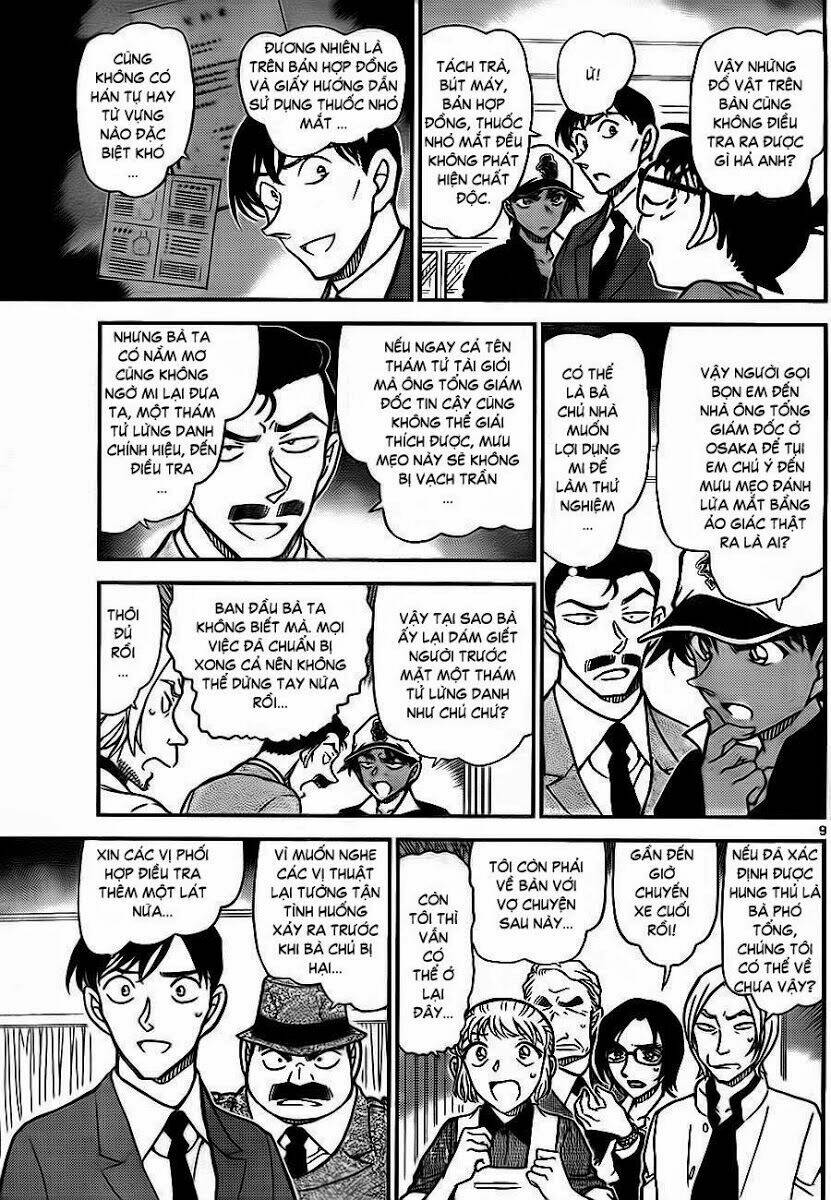 VẬY NHỮNG
ĐỒ VẬT TRÊN
BÀN CŨNG
KHÔNG ĐIỀU
TRA RA ĐƯỢC
GÌ HẢ ANH?
Ừ!
TÁCH TRÀ,
BÚT MÁY,
BẢN HỢP
ĐỒNG, THUỐC
NHỎ MẮT ĐỀU
KHÔNG PHÁT
HIỆN CHẤT
ĐỘC.
ĐƯƠNG NHIÊN LÀ
TRÊN BẢN HỢP ĐỒNG
VÀ GIẤY HƯỚNG DẪN
SỬ DỤNG THUỐC NHỎ
MẮT ...
CŨNG
KHÔNG CÓ
HÁN TỰ HAY
TỪ VỰNG
NÀO ĐẶC
BIỆT KHÓ
...
VẬY NGƯỜI GỌI
BỌN EM ĐẾN
NHÀ ÔNG TỔNG
GIÁM ĐỐC Ở
OSAKA ĐỂ TỤI
EM CHÚ Ý ĐẾN
MƯU MẸO ĐÁNH
LỪA MẮT BẰNG
ẢO GIÁC THẬT
RA LÀ AI?
CÓ THỂ
LÀ BÀ
CHỦ NHÀ
MUỐN
LỢI DỤNG
MI ĐỂ
LÀM THỬ
NGHIỆM
...
NẾU NGAY CẢ TÊN
THÁM TỬ TÀI GIỎI
MÀ ÔNG TỔNG GIÁM
ĐỐC TIN CẬY CŨNG
KHÔNG THỂ GIẢI
THÍCH ĐƯỢC, MƯU
MẸO NÀY SẼ KHÔNG
BỊ VẠCH TRẦN
...
NHƯNG BÀ TA
CÓ NẰM MƠ
CŨNG KHÔNG
NGỜ MI LẠI ĐƯA
TA, MỘT THÁM
TỬ LỪNG DANH
CHÍNH HIỆU, ĐẾN
ĐIỀU TRA
...
VẬY TẠI SAO BÀ
ẤY LẠI DÁM GIẾT
NGƯỜI TRƯỚC
MẶT MỘT THÁM
TỬ LỪNG DANH
NHƯ CHÚ CHỨ?
BAN ĐẦU BÀ TA
KHÔNG BIẾT MÀ. MỌI
VIỆC ĐÃ CHUẨN BỊ
XONG CẢ NÊN KHÔNG
THỂ DỪNG TAY NỮA
RỒI...
THÔI
ĐỦ
RỒI ...
9
NẾU ĐÃ XÁC
ĐỊNH ĐƯỢC
HUNG THỦ LÀ
BÀ PHÓ
TỔNG,
CHÚNG TÔI
CÓ THỂ VỀ
CHƯA VẬY?
GẦN ĐẾN
GIỜ
CHUYẾN
XE CUỐI
RỒI!
TÔI CÒN PHẢI
VỀ BÀN VỚI
VỢ CHUYỆN
SAU NÀY...
CÒN
TÔI THÌ
VẪN
CÓ
THỂ Ở
LẠI
ĐÂY...
VÌ MUỐN NGHE
CÁC VỊ THUẬT
LẠI TƯỜNG TẬN
TÌNH HUỐNG
XẢY RA TRƯỚC
KHI BÀ CHỦ BỊ
HẠI...
XIN CÁC VỊ PHỐI
HỢP ĐIỀU TRA
THÊM MỘT LÁT
NỮA...